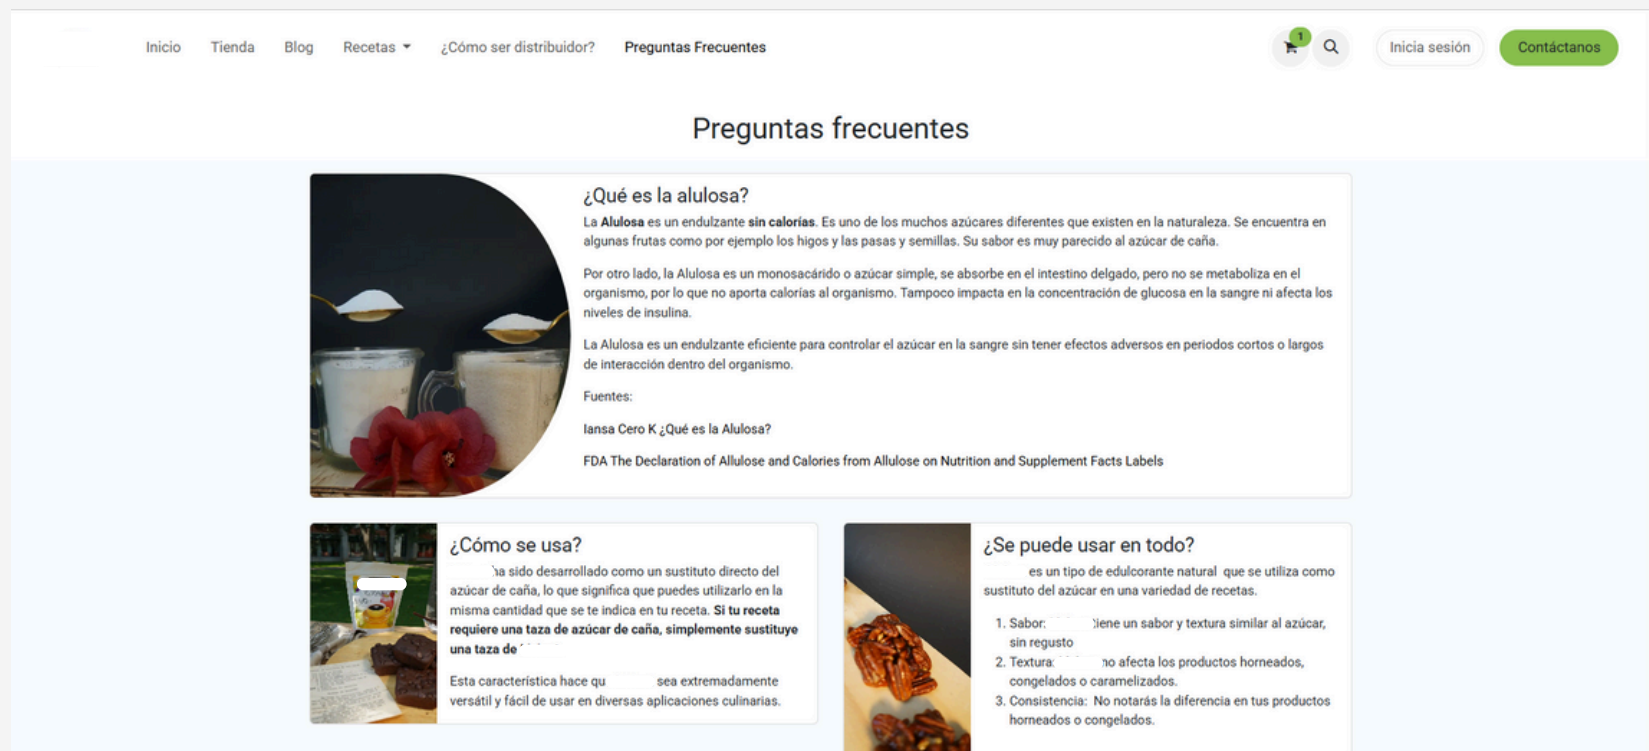 Inicio Tienda Blog Recetas ¿Cómo ser distribuidor? Preguntas Frecuentes 1 Inicia sesión Contáctanos
Preguntas frecuentes
¿Qué es la alulosa?
La Alulosa es un endulzante sin calorías. Es uno de los muchos azúcares diferentes que existen en la naturaleza. Se encuentra en
algunas frutas como por ejemplo los higos y las pasas y semillas. Su sabor es muy parecido al azúcar de caña.
Por otro lado, la Alulosa es un monosacárido o azúcar simple, se absorbe en el intestino delgado, pero no se metaboliza en el
organismo, por lo que no aporta calorías al organismo. Tampoco impacta en la concentración de glucosa en la sangre ni afecta los
niveles de insulina.
La Alulosa es un endulzante eficiente para controlar el azúcar en la sangre sin tener efectos adversos en periodos cortos o largos
de interacción dentro del organismo.
Fuentes:
Iansa Cero K ¿Qué es la Alulosa?
FDA The Declaration of Allulose and Calories from Allulose on Nutrition and Supplement Facts Labels
¿Cómo se usa?
ha sido desarrollado como un sustituto directo del
azúcar de caña, lo que significa que puedes utilizarlo en la
misma cantidad que se te indica en tu receta. Si tu receta
requiere una taza de azúcar de caña, simplemente sustituye
una taza de
Esta característica hace qu sea extremadamente
versátil y fácil de usar en diversas aplicaciones culinarias.
¿Se puede usar en todo?
es un tipo de edulcorante natural que se utiliza como
sustituto del azúcar en una variedad de recetas.
1. Sabor: tiene un sabor y textura similar al azúcar,
sin regusto
2. Textura: no afecta los productos horneados,
congelados o caramelizados.
3. Consistencia: No notarás la diferencia en tus productos
horneados o congelados.